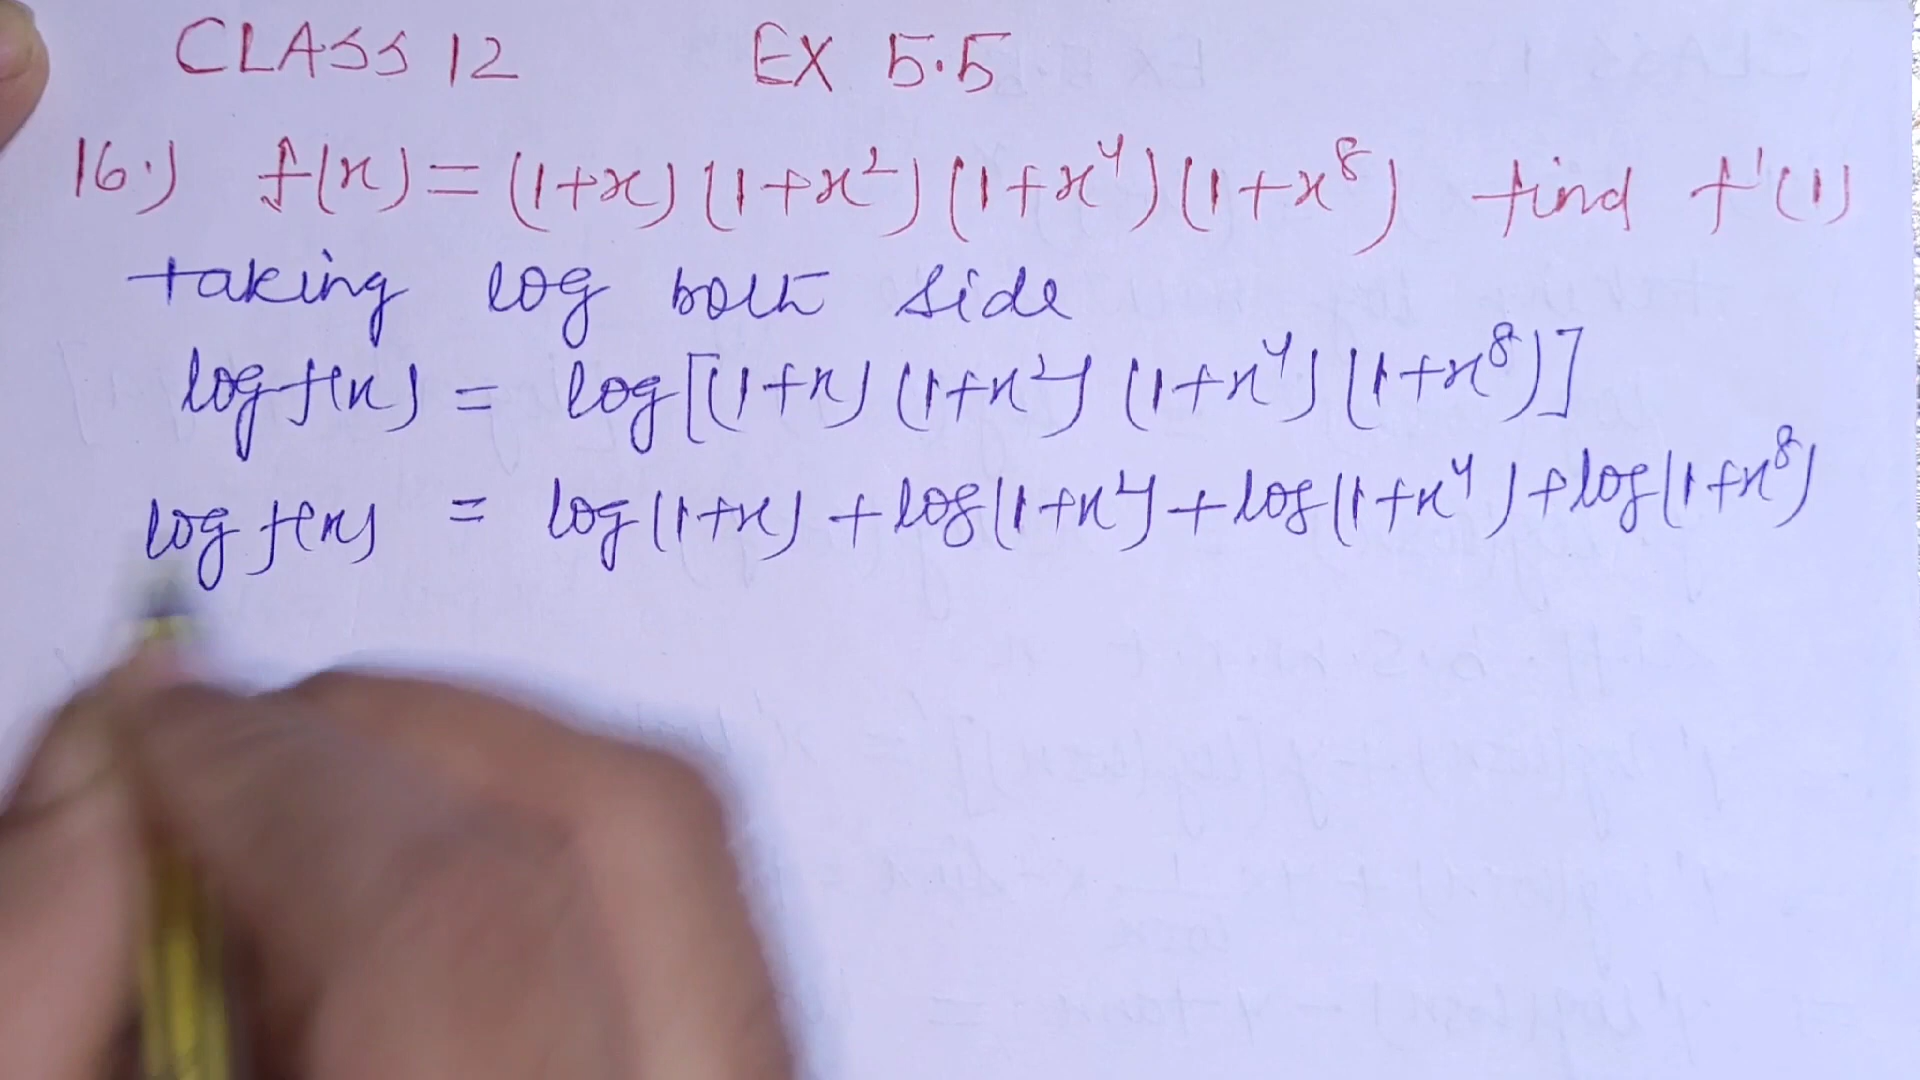 CLASS 12 EX 5.5
16.) f(x) = (1+x) (1+x²) (1+x⁴) (1+x⁸) find f'(1)
taking log both side
log f(x) = log [(1+x) (1+x²) (1+x⁴) (1+x⁸)]
log f(x) = log (1+x) + log (1+x²) + log (1+x⁴) + log (1+x⁸)